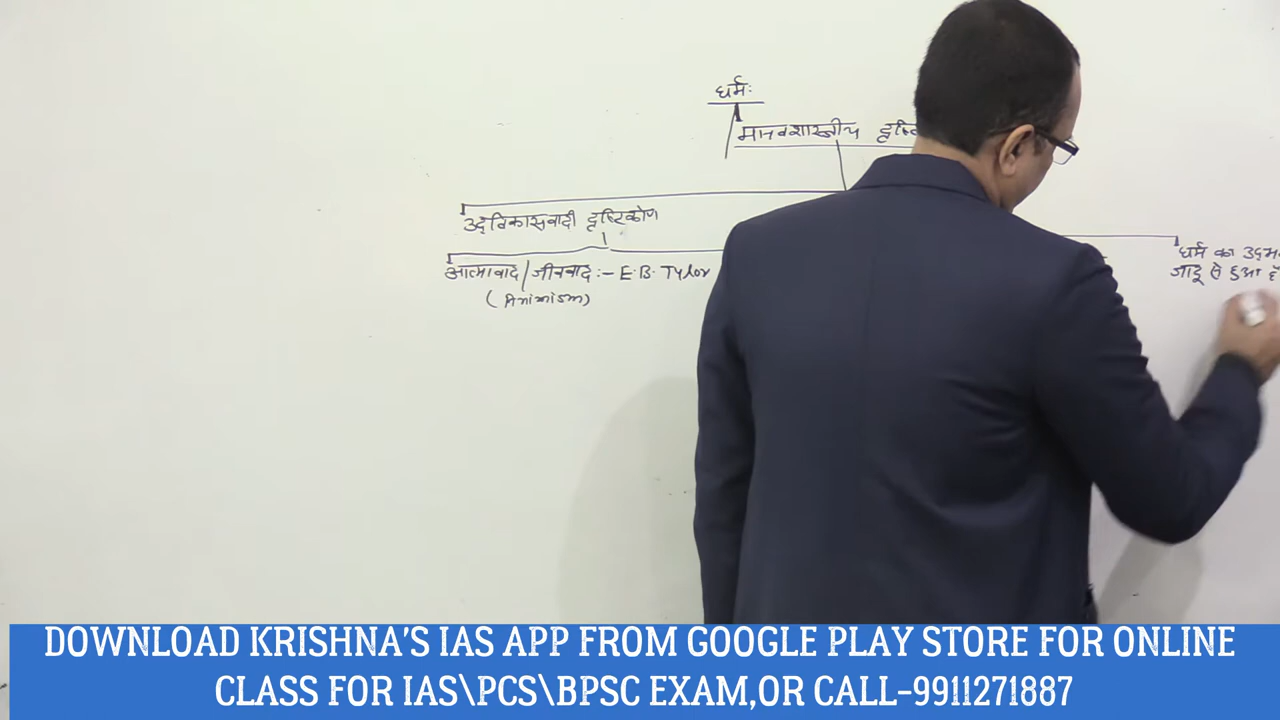 धर्मः
मानवशास्त्रीय
उद्विकासवादी दृष्टिकोण
आत्मावाद/जीववाद :- E.B. Tylor
(Animism)
धर्म का
जादू से हुआ
DOWNLOAD KRISHNA'S IAS APP FROM GOOGLE PLAY STORE FOR ONLINE
CLASS FOR IAS\PCS\BPSC EXAM,OR CALL-9911271887